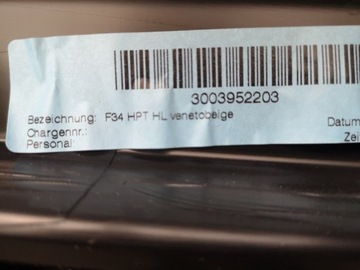 3003952203
Bezeichnung: F34 HPT HL venetobeige
Chargennr.: Datum
Personal: Zei